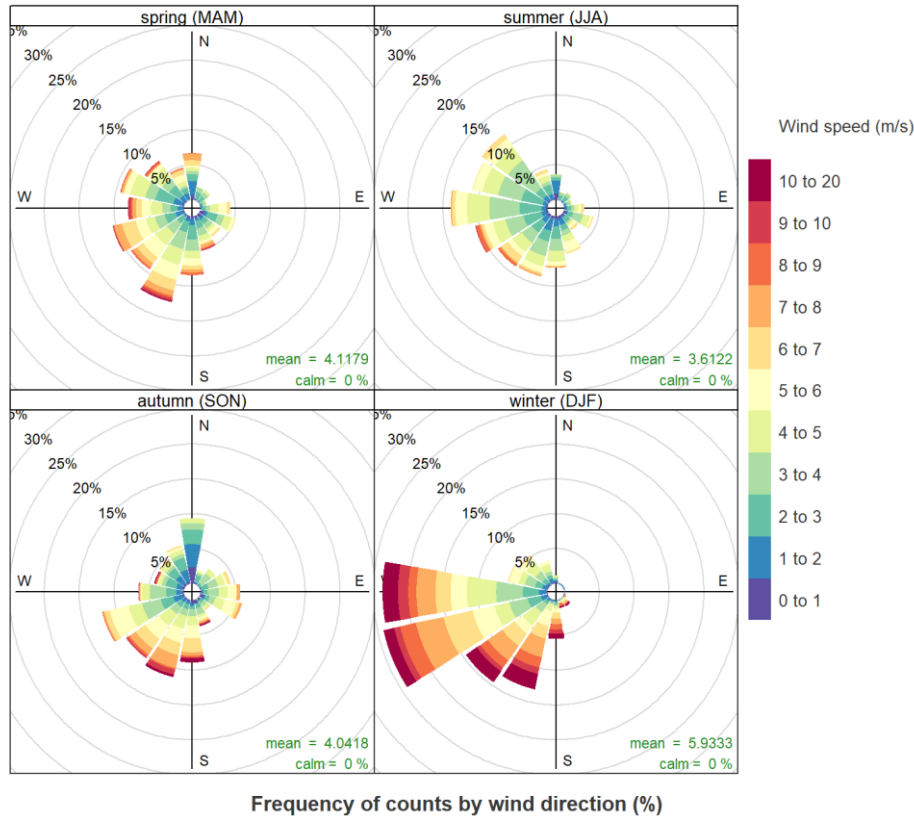 spring (MAM)
5%
30%
25%
20%
15%
10%
5%
N
W
E
S
mean = 4.1179
calm = 0 %
summer (JJA)
5%
30%
25%
20%
15%
10%
5%
N
W
E
S
mean = 3.6122
calm = 0 %
autumn (SON)
5%
30%
25%
20%
15%
10%
5%
N
W
E
S
mean = 4.0418
calm = 0 %
winter (DJF)
5%
30%
25%
20%
15%
10%
5%
N
E
S
mean = 5.9333
calm = 0 %
Wind speed (m/s)
10 to 20
9 to 10
8 to 9
7 to 8
6 to 7
5 to 6
4 to 5
3 to 4
2 to 3
1 to 2
0 to 1
Frequency of counts by wind direction (%)